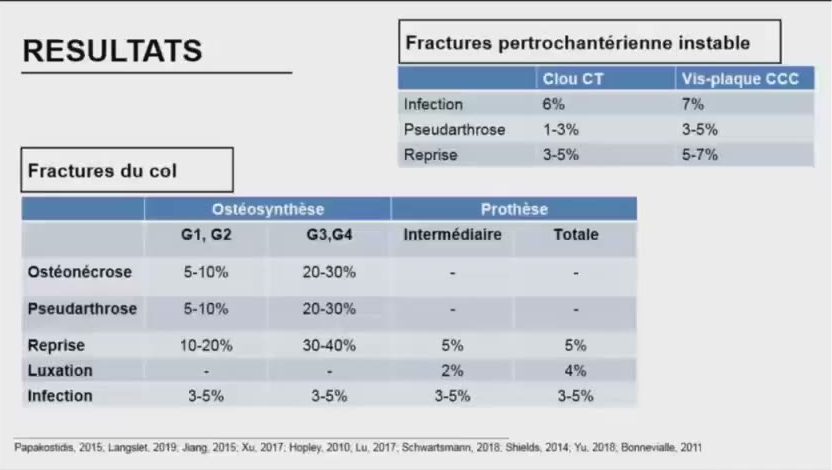 RESULTATS
Fractures pertrochantérienne instable
Clou CT Vis-plaque CCC
Infection 6% 7%
Pseudarthrose 1-3% 3-5%
Reprise 3-5% 5-7%
Fractures du col
Ostéosynthèse Prothèse
G1, G2 G3,G4 Intermédiaire Totale
Ostéonécrose 5-10% 20-30% - -
Pseudarthrose 5-10% 20-30% - -
Reprise 10-20% 30-40% 5% 5%
Luxation - - 2% 4%
Infection 3-5% 3-5% 3-5% 3-5%
Papakostidis, 2015; Langslet, 2019; Jiang, 2015; Xu, 2017; Hopley, 2010; Lu, 2017; Schwartsmann, 2018; Shields, 2014; Yu, 2018; Bonnevialle, 2011